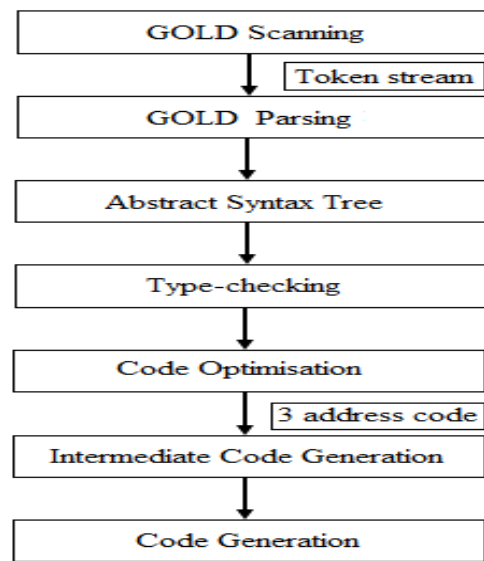 GOLD Scanning
Token stream
GOLD Parsing
Abstract Syntax Tree
Type-checking
Code Optimisation
3 address code
Intermediate Code Generation
Code Generation